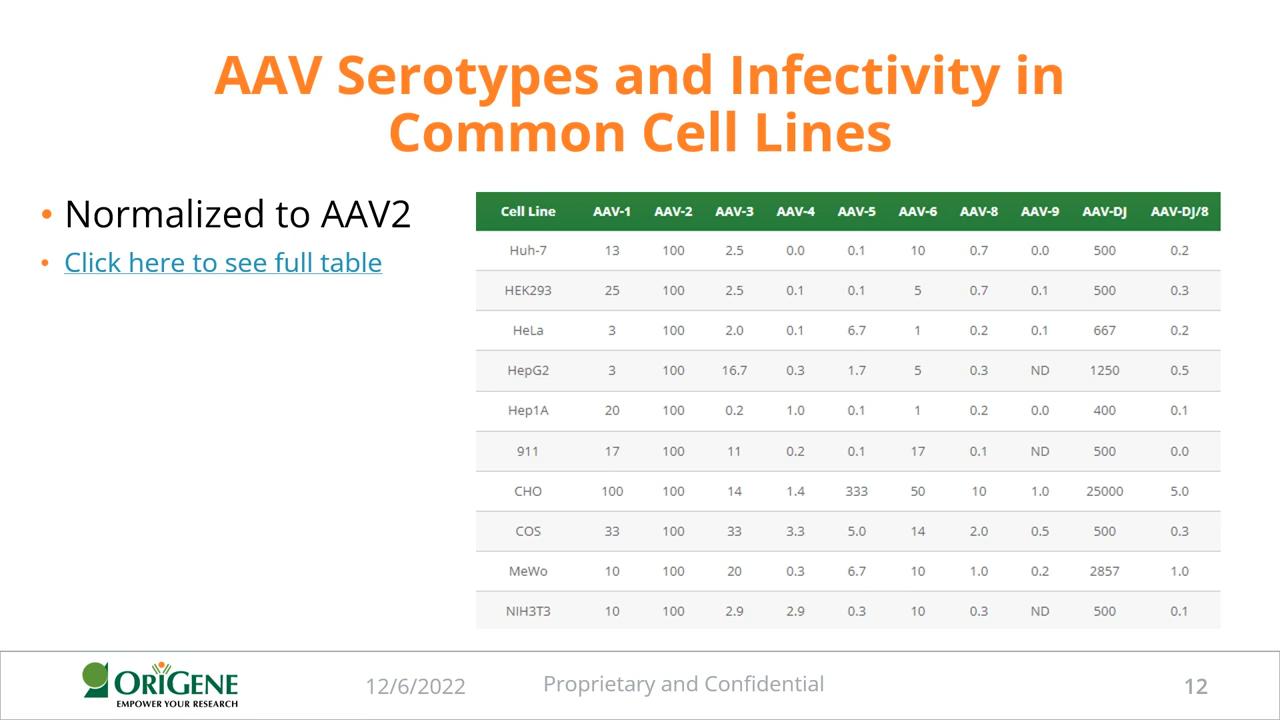 AAV Serotypes and Infectivity in
Common Cell Lines
• Normalized to AAV2
• Click here to see full table
Cell Line AAV-1 AAV-2 AAV-3 AAV-4 AAV-5 AAV-6 AAV-8 AAV-9 AAV-DJ AAV-DJ/8
Huh-7 13 100 2.5 0.0 0.1 10 0.7 0.0 500 0.2
HEK293 25 100 2.5 0.1 0.1 5 0.7 0.1 500 0.3
HeLa 3 100 2.0 0.1 6.7 1 0.2 0.1 667 0.2
HepG2 3 100 16.7 0.3 1.7 5 0.3 ND 1250 0.5
Hep1A 20 100 0.2 1.0 0.1 1 0.2 0.0 400 0.1
911 17 100 11 0.2 0.1 17 0.1 ND 500 0.0
CHO 100 100 14 1.4 333 50 10 1.0 25000 5.0
COS 33 100 33 3.3 5.0 14 2.0 0.5 500 0.3
MeWo 10 100 20 0.3 6.7 10 1.0 0.2 2857 1.0
NIH3T3 10 100 2.9 2.9 0.3 10 0.3 ND 500 0.1
ORIGENE
EMPOWER YOUR RESEARCH
12/6/2022
Proprietary and Confidential
12